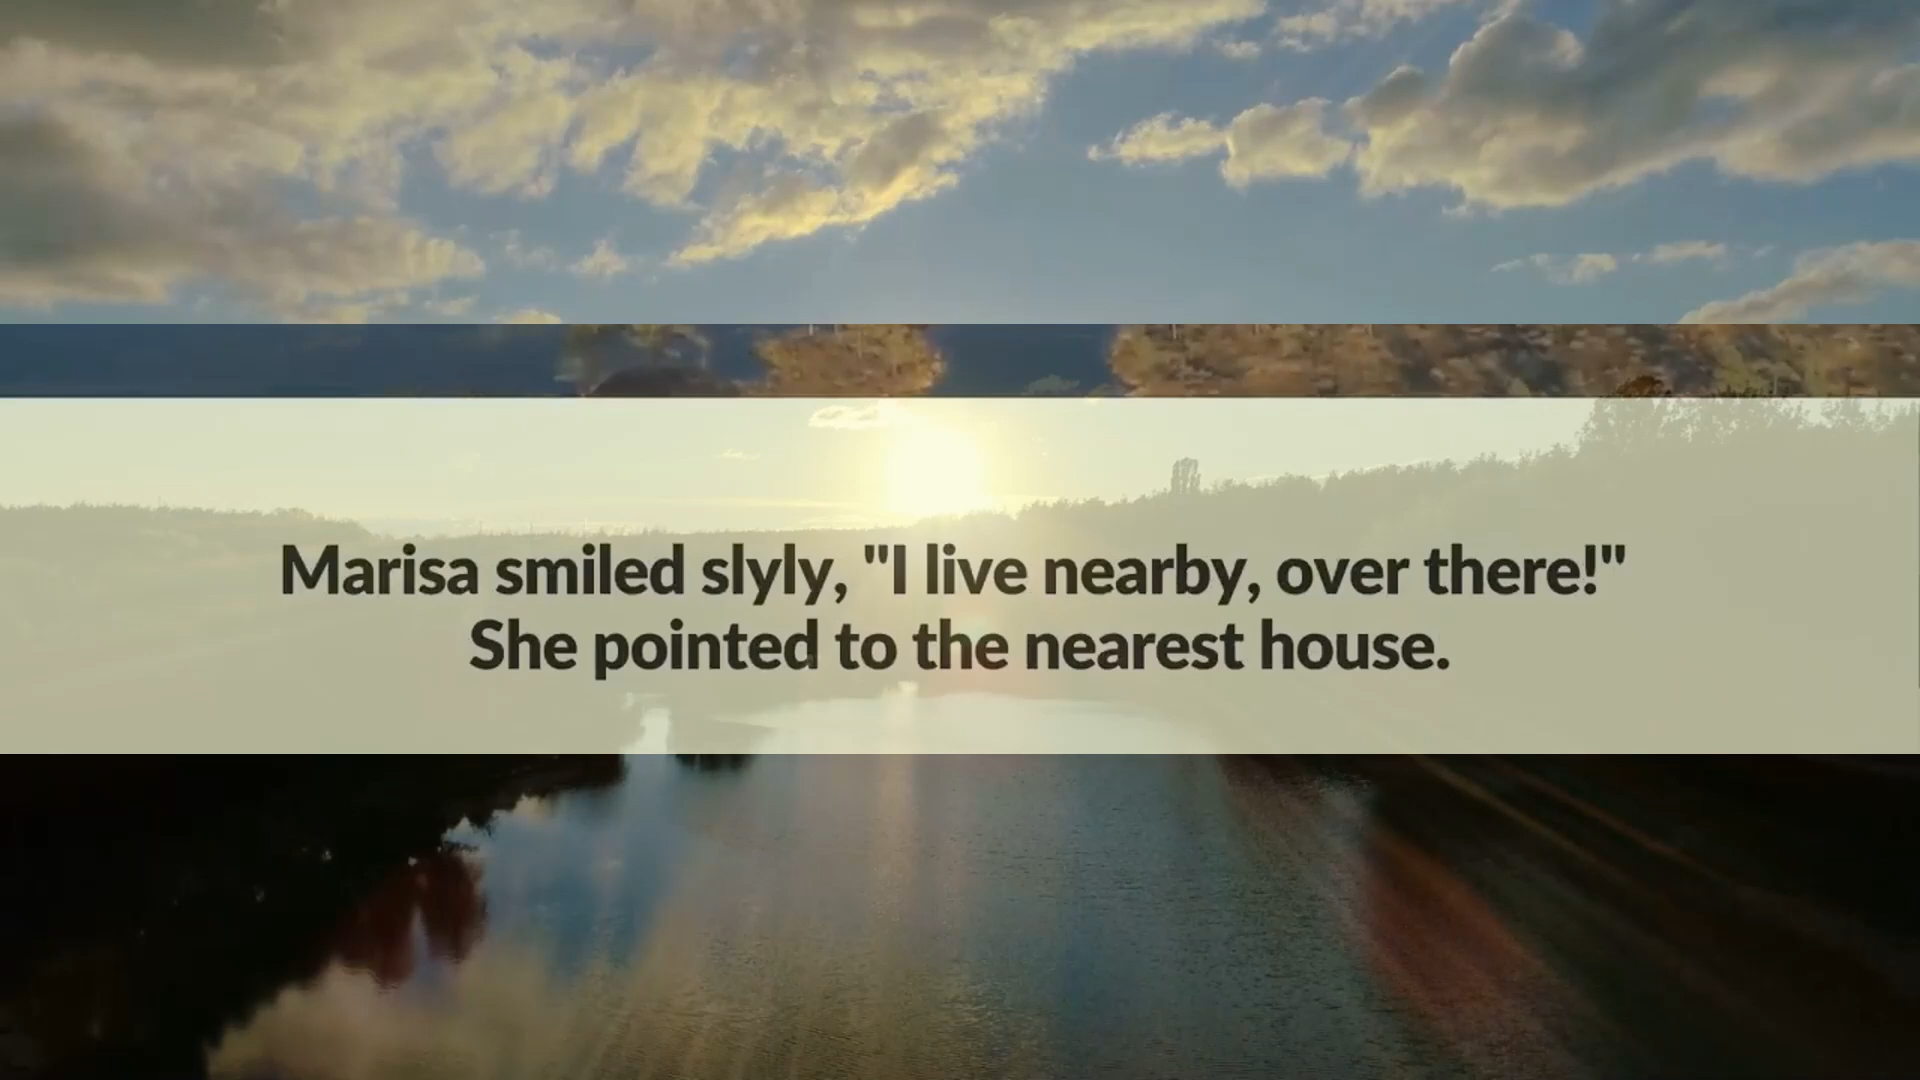 Marisa smiled slyly, "I live nearby, over there!"
She pointed to the nearest house.